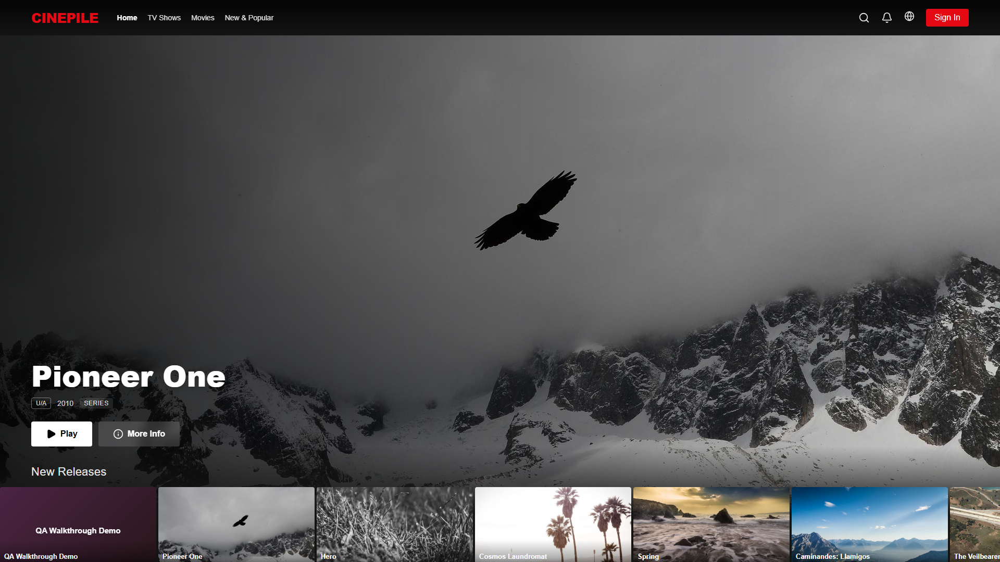 CINEPILE
Home TV Shows Movies New & Popular
Sign In
Pioneer One
U/A 2010 SERIES
Play More Info
New Releases
QA Walkthrough Demo
QA Walkthrough Demo
Pioneer One
Hero
Cosmos Laundromat
Spring
Caminandes: Llamigos
The Veilbearer